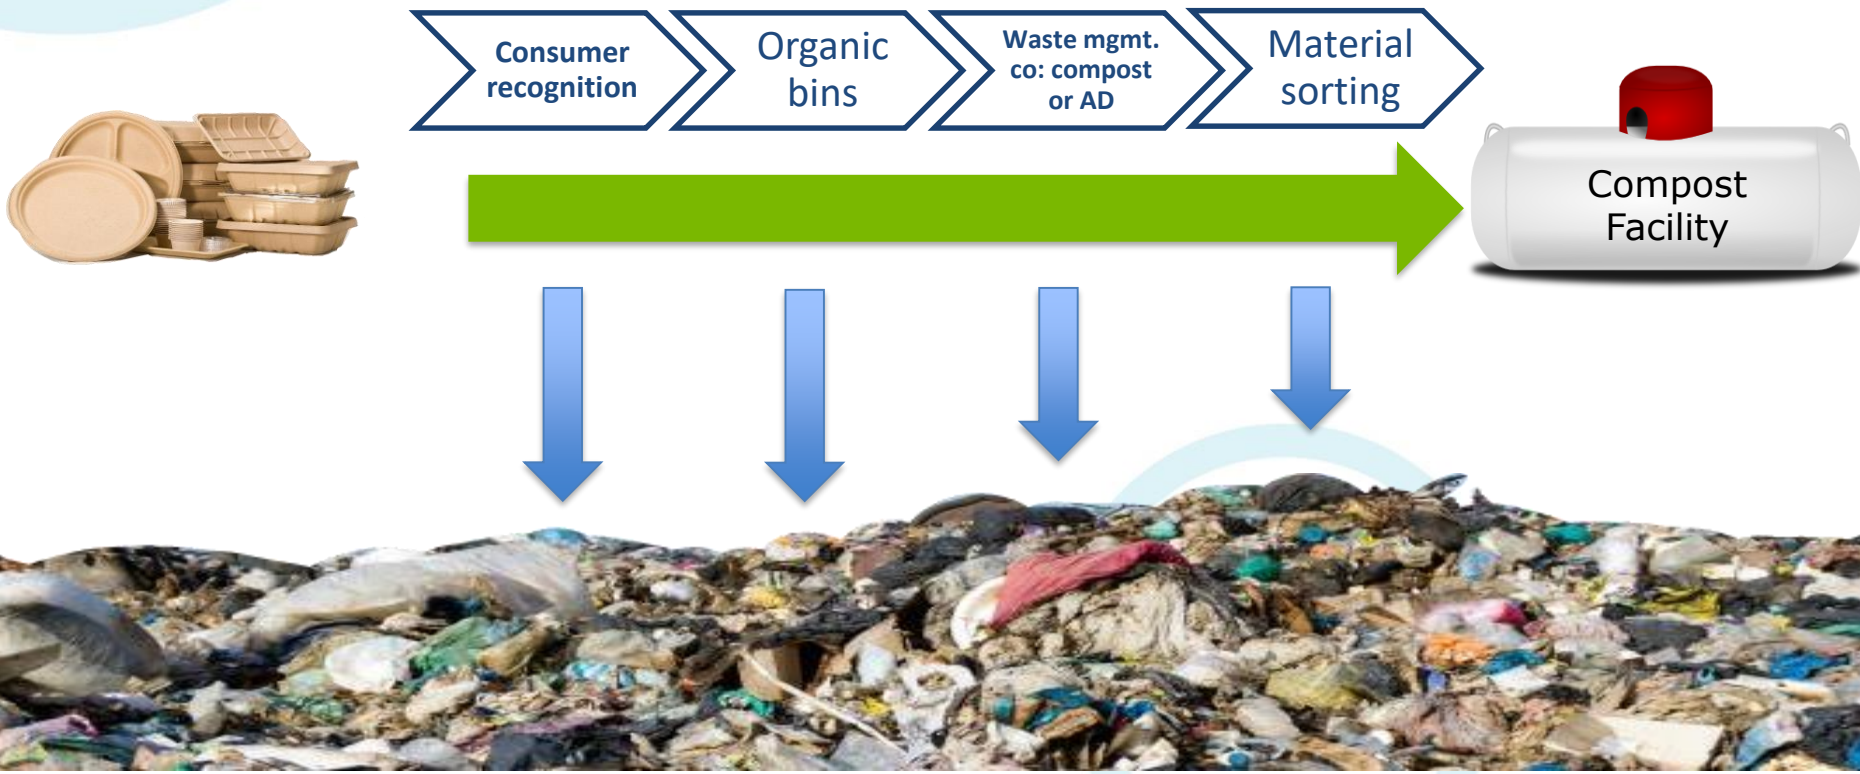 Consumer
recognition
Organic
bins
Waste mgmt.
co: compost
or AD
Material
sorting
Compost
Facility